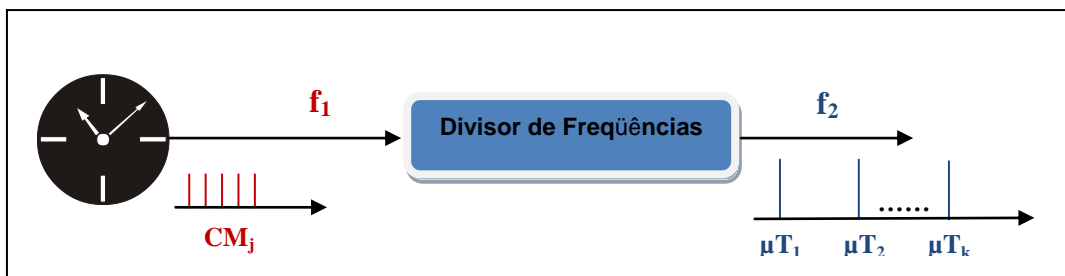 f₁
Divisor de Freqüências
f₂
CMⱼ
......
µT₁ µT₂ µTₖ